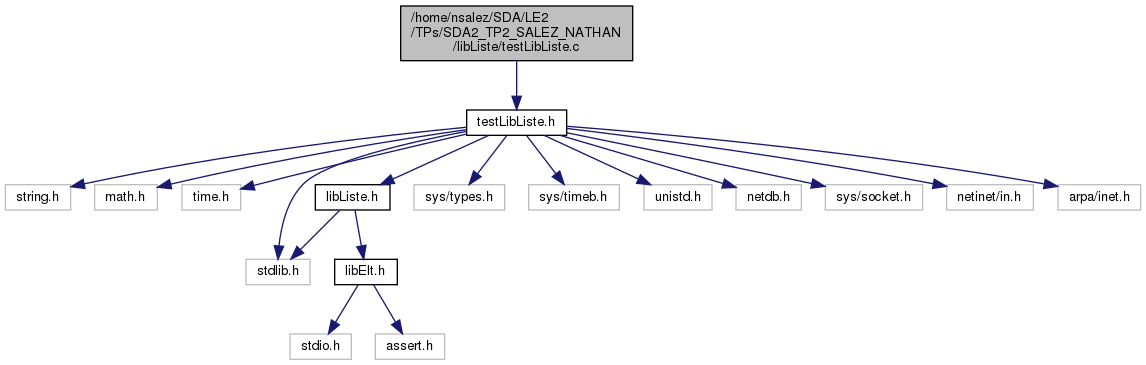 /home/nsalez/SDA/LE2
/TPs/SDA2_TP2_SALEZ_NATHAN
/libListe/testLibListe.c
testLibListe.h
string.h
math.h
time.h
libListe.h
sys/types.h
sys/timeb.h
unistd.h
netdb.h
sys/socket.h
netinet/in.h
arpa/inet.h
stdlib.h
libElt.h
stdio.h
assert.h